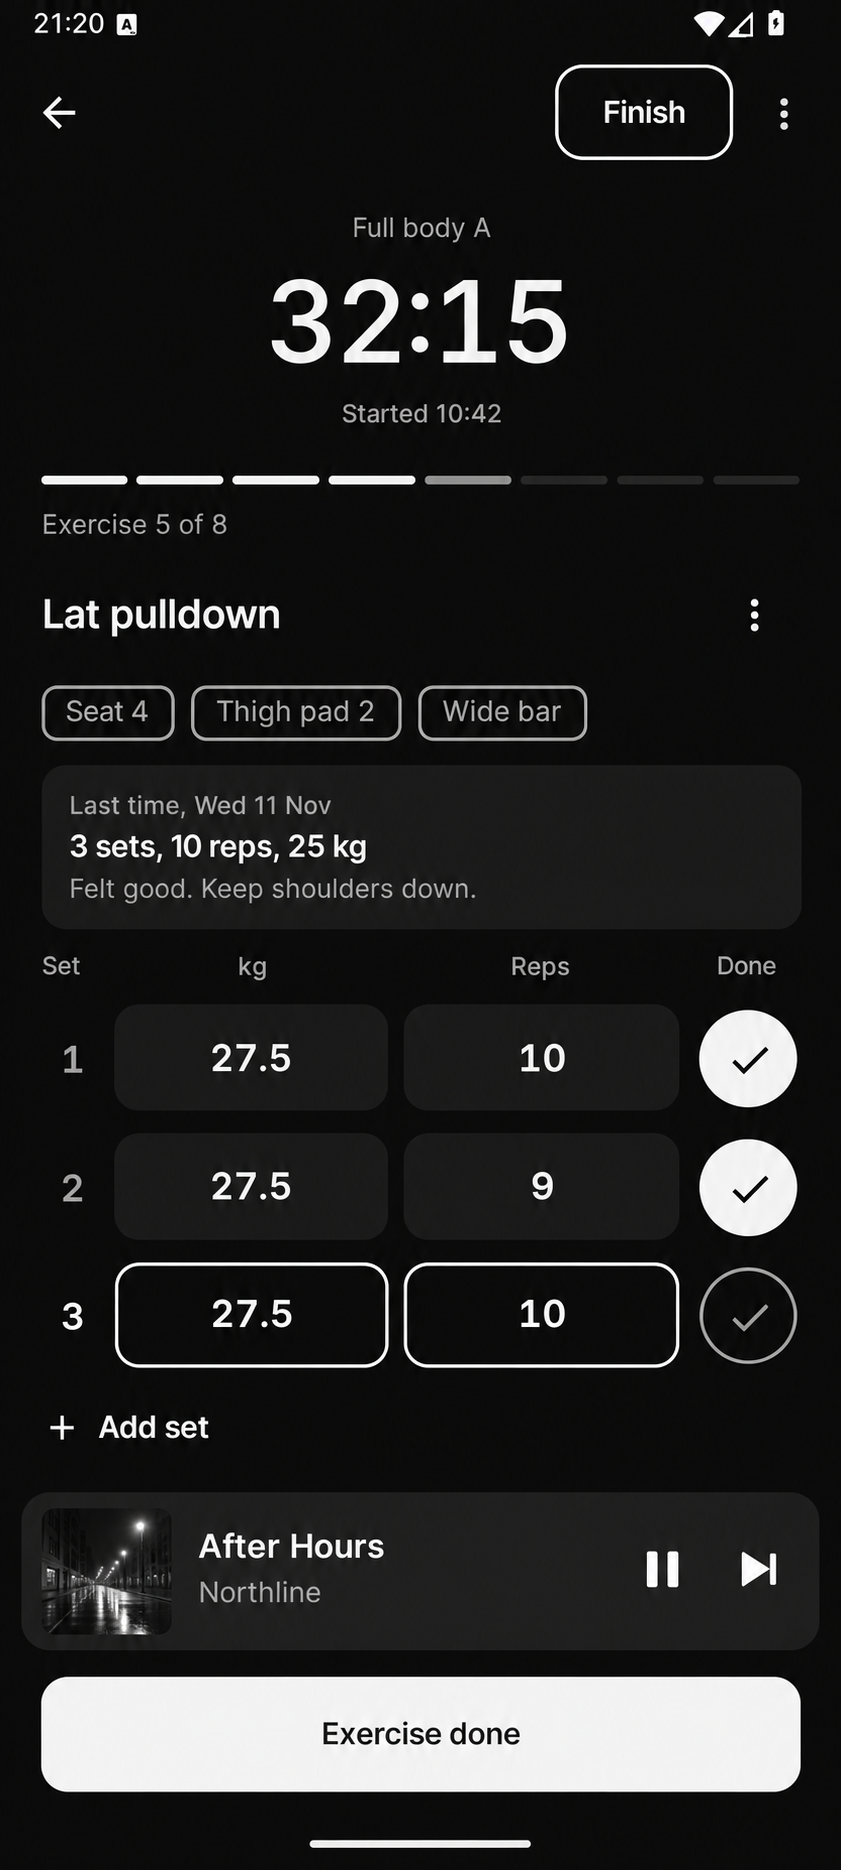 21:20 A
Finish
Full body A
32:15
Started 10:42
Exercise 5 of 8
Lat pulldown
Seat 4 Thigh pad 2 Wide bar
Last time, Wed 11 Nov
3 sets, 10 reps, 25 kg
Felt good. Keep shoulders down.
Set kg Reps Done
1 27.5 10
2 27.5 9
3 27.5 10
+ Add set
After Hours
Northline
Exercise done